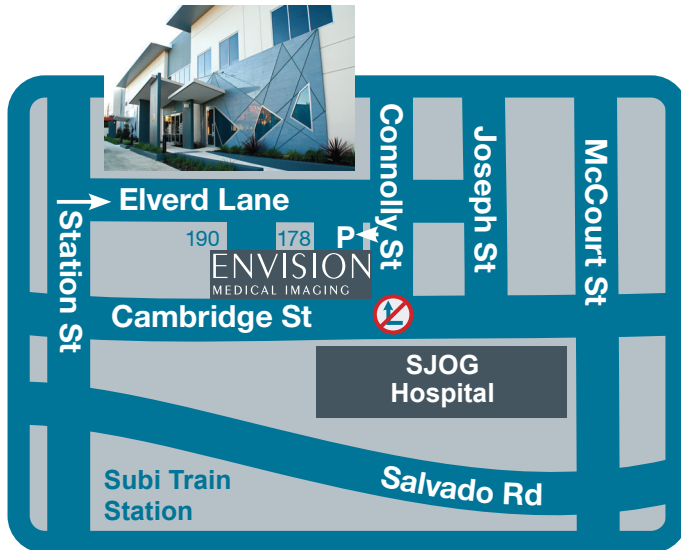 Connolly St
Joseph St
McCourt St
Elverd Lane
Station St
190
178
P
ENVISION
MEDICAL IMAGING
Cambridge St
SJOG
Hospital
Salvado Rd
Subi Train
Station